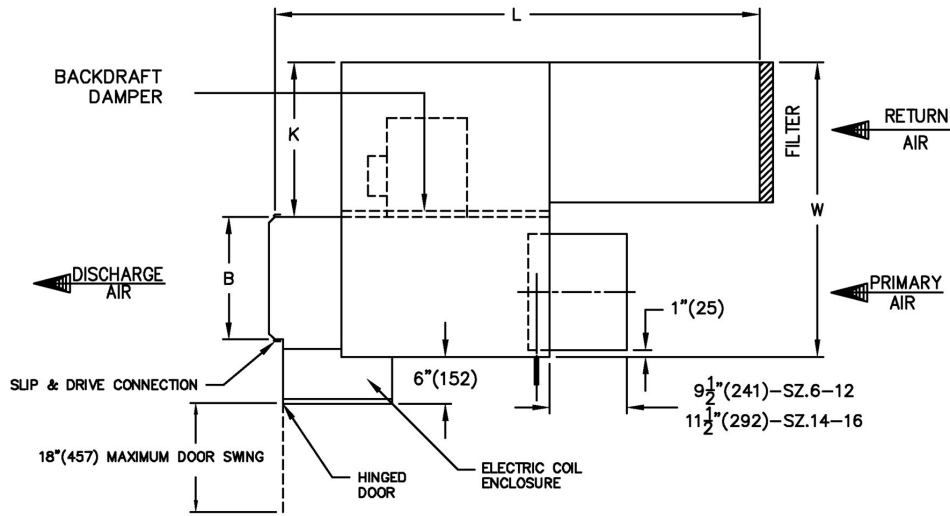 L
BACKDRAFT
DAMPER
K
FILTER
RETURN
AIR
W
DISCHARGE
AIR
B
PRIMARY
AIR
1"(25)
SLIP & DRIVE CONNECTION
6"(152)
9½"(241)-SZ.6-12
11½"(292)-SZ.14-16
18"(457) MAXIMUM DOOR SWING
HINGED
DOOR
ELECTRIC COIL
ENCLOSURE